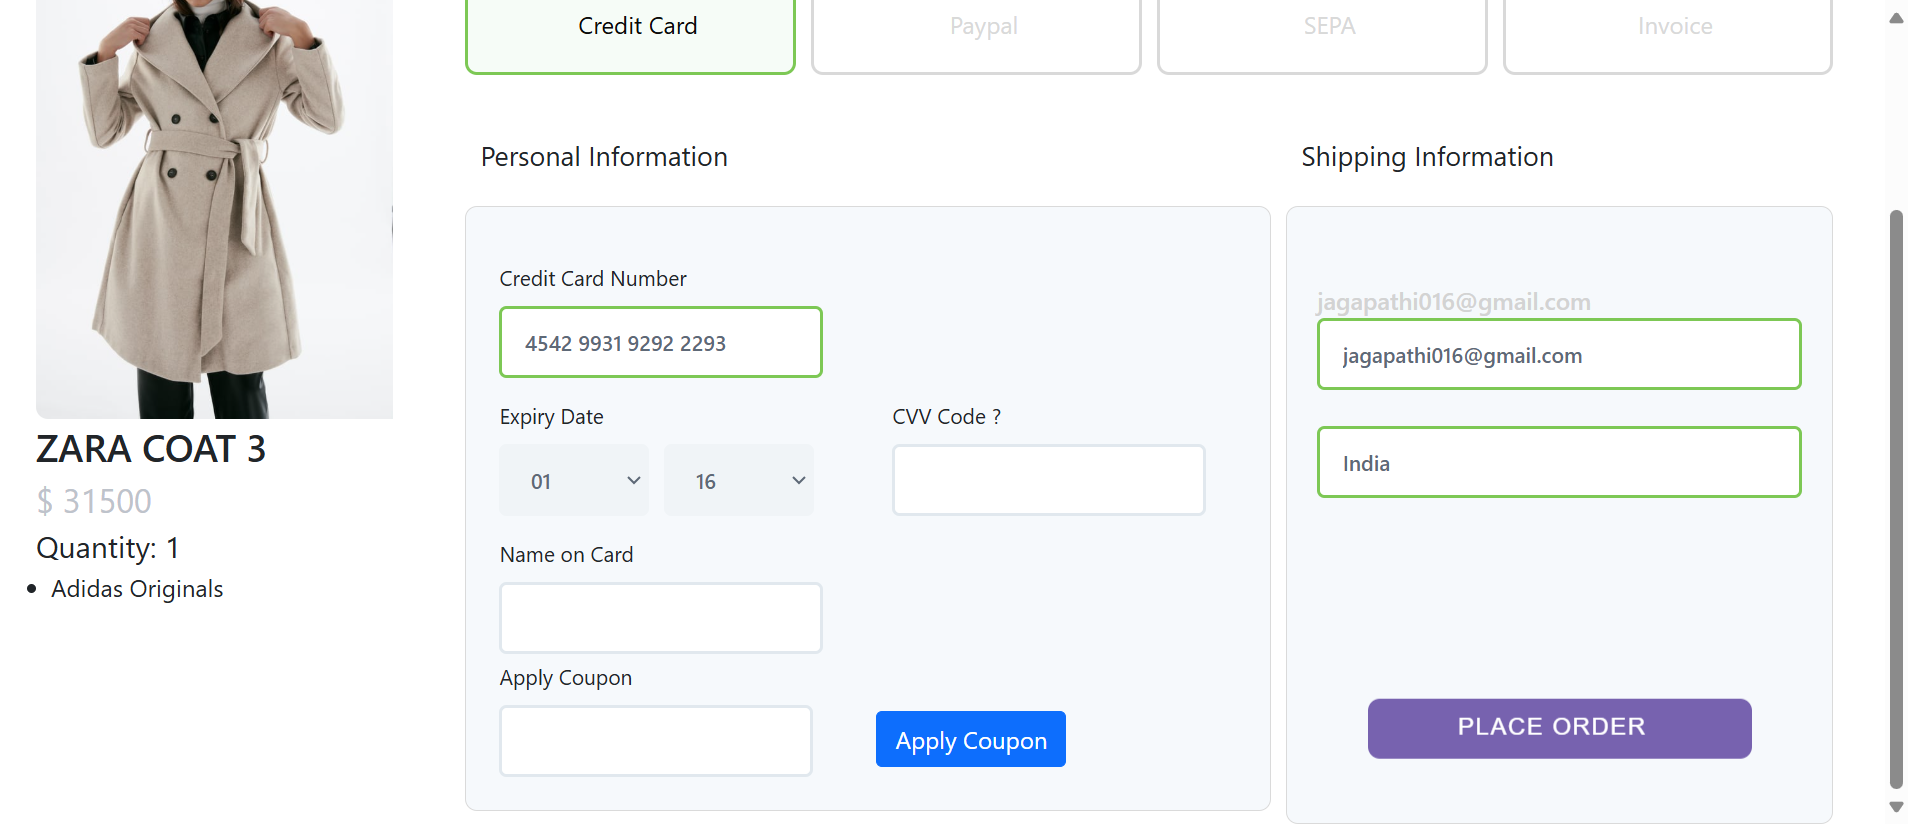 Credit Card
Paypal
SEPA
Invoice
ZARA COAT 3
$ 31500
Quantity: 1
Adidas Originals
Personal Information
Credit Card Number
4542 9931 9292 2293
Expiry Date
CVV Code ?
01
16
Name on Card
Apply Coupon
Apply Coupon
Shipping Information
jagapathi016@gmail.com
jagapathi016@gmail.com
India
PLACE ORDER